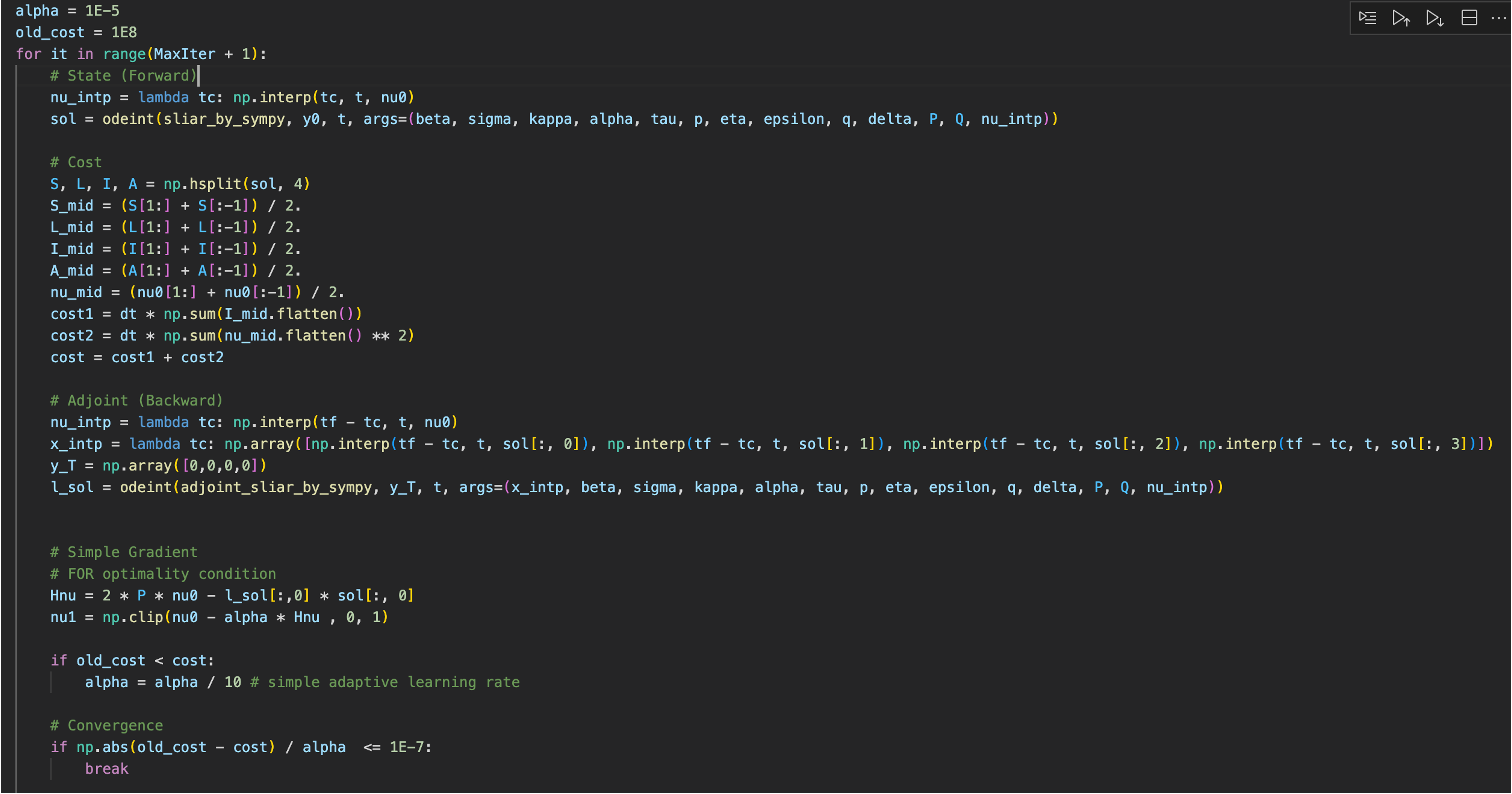 alpha = 1E-5
old_cost = 1E8
for it in range(MaxIter + 1):
    # State (Forward)
    nu_intp = lambda tc: np.interp(tc, t, nu0)
    sol = odeint(sliar_by_sympy, y0, t, args=(beta, sigma, kappa, alpha, tau, p, eta, epsilon, q, delta, P, Q, nu_intp))

    # Cost
    S, L, I, A = np.hsplit(sol, 4)
    S_mid = (S[1:] + S[:-1]) / 2.
    L_mid = (L[1:] + L[:-1]) / 2.
    I_mid = (I[1:] + I[:-1]) / 2.
    A_mid = (A[1:] + A[:-1]) / 2.
    nu_mid = (nu0[1:] + nu0[:-1]) / 2.
    cost1 = dt * np.sum(I_mid.flatten())
    cost2 = dt * np.sum(nu_mid.flatten() ** 2)
    cost = cost1 + cost2

    # Adjoint (Backward)
    nu_intp = lambda tc: np.interp(tf - tc, t, nu0)
    x_intp = lambda tc: np.array([np.interp(tf - tc, t, sol[:, 0]), np.interp(tf - tc, t, sol[:, 1]), np.interp(tf - tc, t, sol[:, 2]), np.interp(tf - tc, t, sol[:, 3])])
    y_T = np.array([0,0,0,0])
    l_sol = odeint(adjoint_sliar_by_sympy, y_T, t, args=(x_intp, beta, sigma, kappa, alpha, tau, p, eta, epsilon, q, delta, P, Q, nu_intp))


    # Simple Gradient
    # FOR optimality condition
    Hnu = 2 * P * nu0 - l_sol[:,0] * sol[:, 0]
    nu1 = np.clip(nu0 - alpha * Hnu , 0, 1)

    if old_cost < cost:
        alpha = alpha / 10 # simple adaptive learning rate

    # Convergence
    if np.abs(old_cost - cost) / alpha  <= 1E-7:
        break